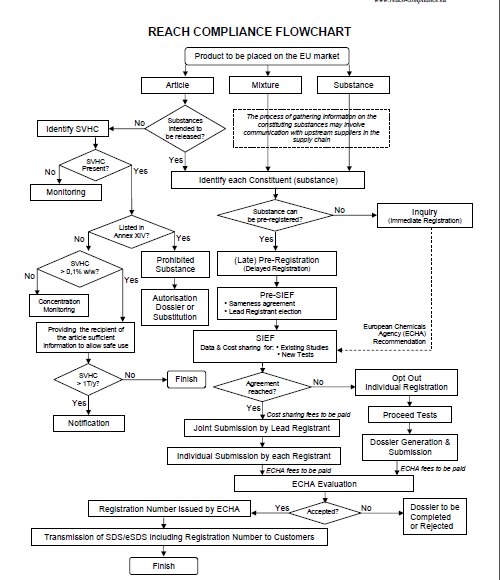 www.reach-compliance.eu
REACH COMPLIANCE FLOWCHART
Product to be placed on the EU market
Article
Mixture
Substance
Substances
intended to
be released?
No
Identify SVHC
The process of gathering information on the
constituting substances may involve
communication with upstream suppliers in the
supply chain
SVHC
Present?
No
Yes
Yes
Monitoring
Identify each Constituent (substance)
Substance can
be pre-registered?
No
Inquiry
(Immediate Registration)
Listed in
Annex XIV?
No
Yes
Yes
SVHC
> 0,1% w/w?
No
Yes
Prohibited
Substance
(Late) Pre-Registration
(Delayed Registration)
Concentration
Monitoring
Autorisation
Dossier or
Substitution
Pre-SIEF
• Sameness agreement
• Lead Registrant election
Providing the recipient of
the article sufficient
information to allow safe use
SIEF
Data & Cost sharing for: • Existing Studies
• New Tests
European Chemicals
Agency (ECHA)
Recommendation
SVHC
> 1T/y?
No
Finish
Yes
Notification
Agreement
reached?
No
Opt Out
Individual Registration
Yes
Cost sharing fees to be paid
Proceed Tests
Joint Submission by Lead Registrant
Dossier Generation &
Submission
Individual Submission by each Registrant
ECHA fees to be paid
ECHA fees to be paid
ECHA Evaluation
Registration Number Issued by ECHA
Yes
Accepted?
No
Dossier to be
Completed
or Rejected
Transmission of SDS/eSDS Including Registration Number to Customers
Finish